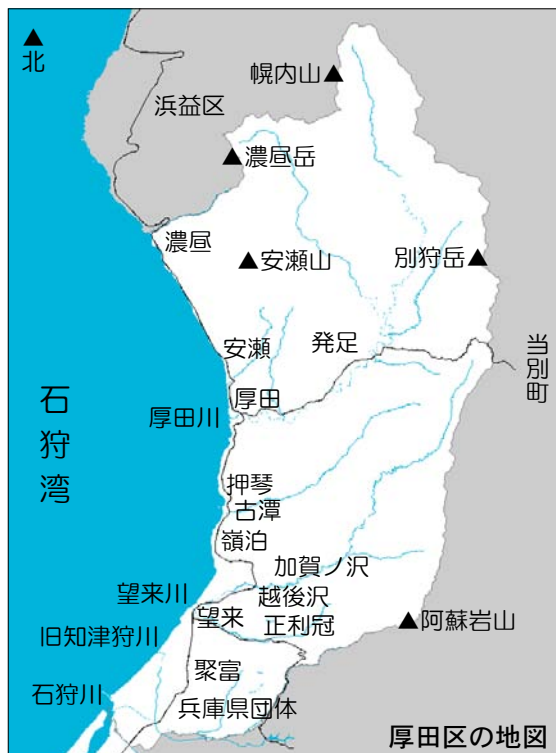 ▲
北
幌内山▲
浜益区
▲濃昼岳
濃昼
▲安瀬山
別狩岳▲
安瀬
発足
当別町
厚田
厚田川
石狩湾
押琴
古潭
嶺泊
加賀ノ沢
望来川
越後沢
望来
正利冠
▲阿蘇岩山
旧知津狩川
聚富
石狩川
兵庫県団体
厚田区の地図